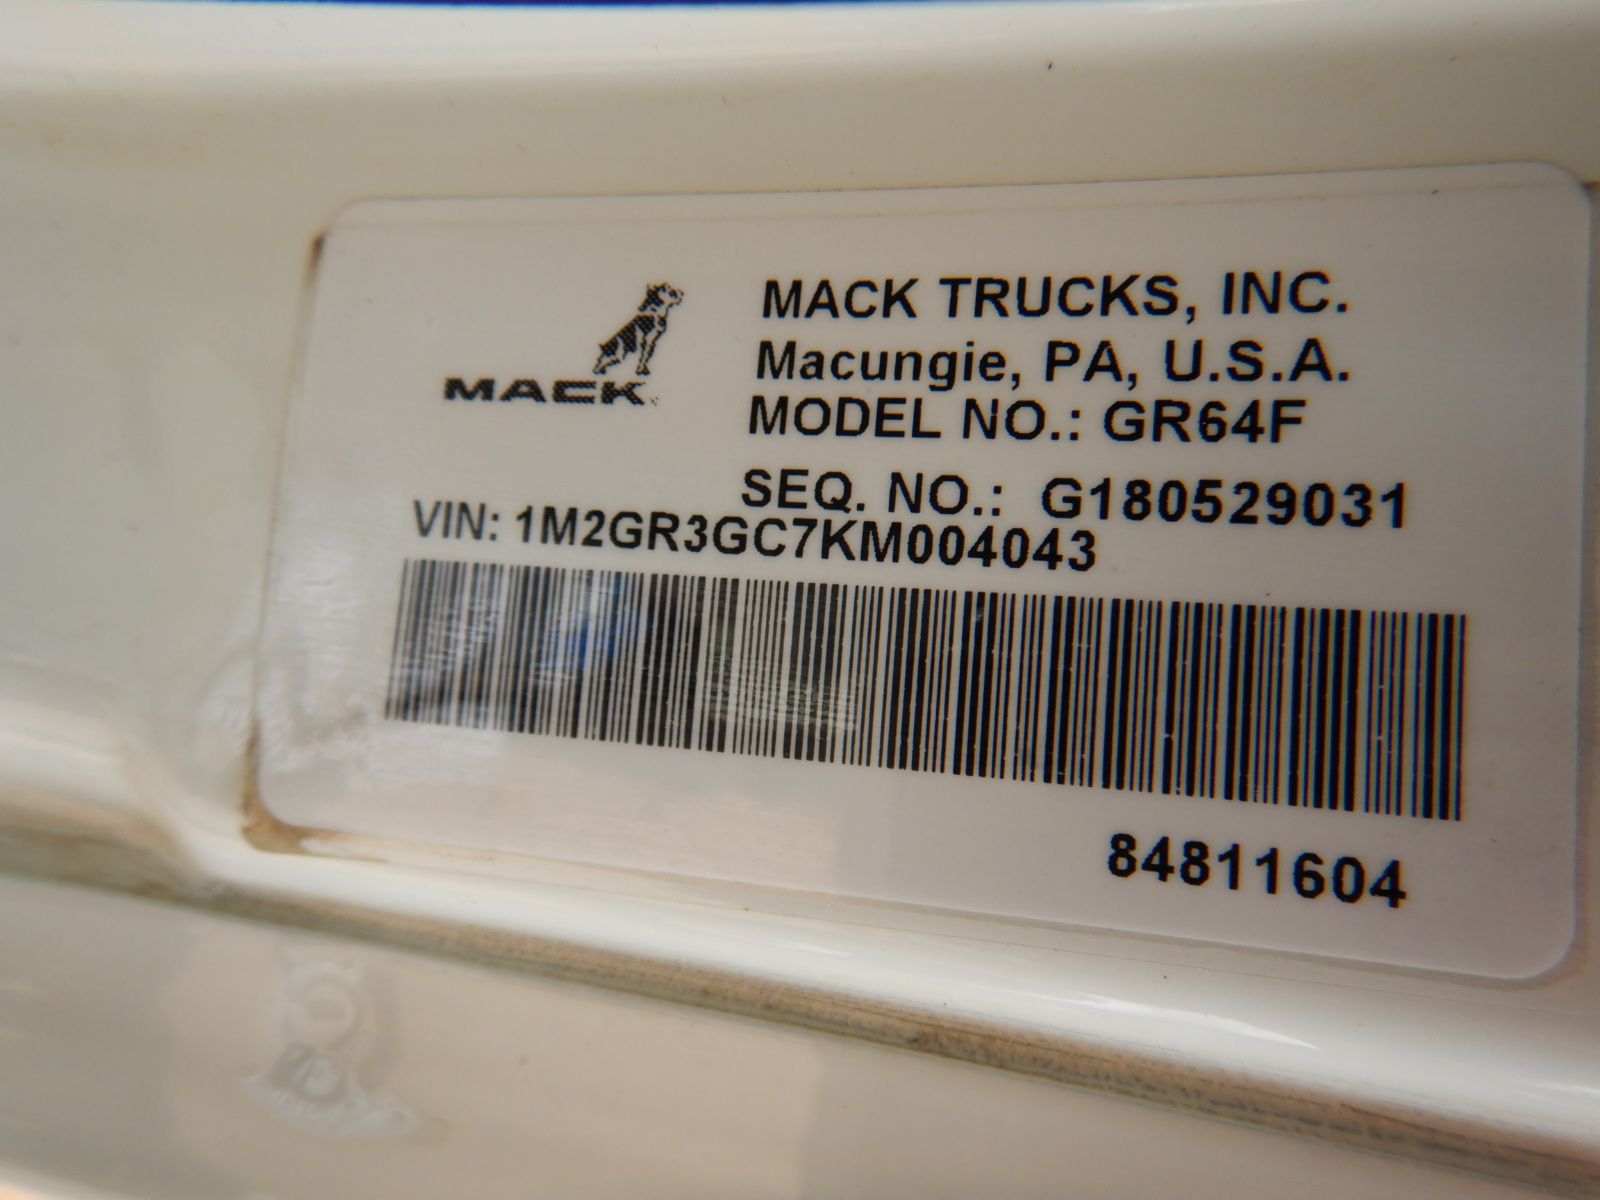 MACK
MACK TRUCKS, INC.
Macungie, PA, U.S.A.
MODEL NO.: GR64F
SEQ. NO.: G180529031
VIN: 1M2GR3GC7KM004043
84811604